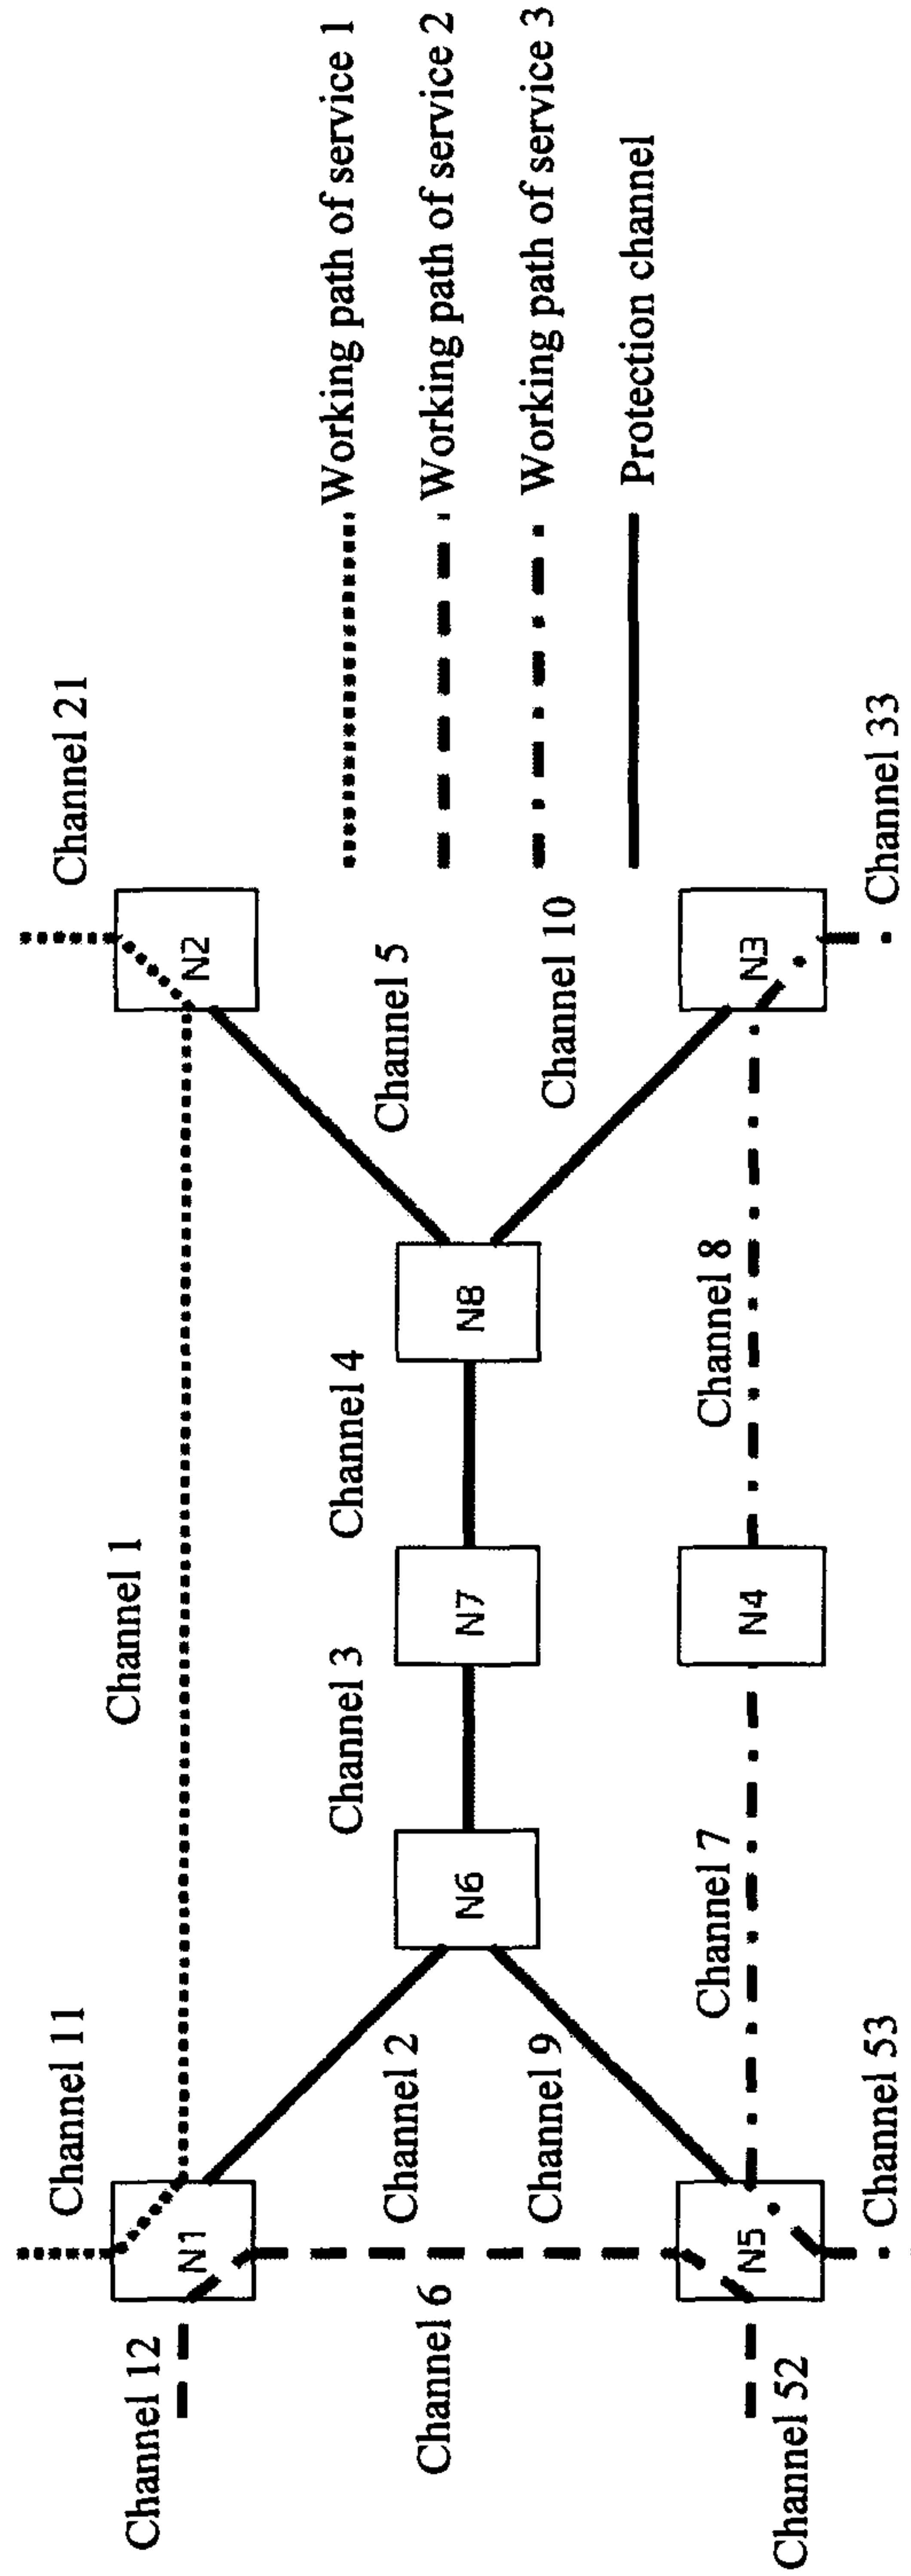 Channel 11
Channel 21
Channel 1
Channel 12
N1
N2
Channel 2
Channel 3
Channel 4
Channel 5
Channel 6
N6
N7
N8
Channel 9
Channel 10
Channel 7
Channel 8
N5
N4
N3
Channel 52
Channel 53
Channel 33
Working path of service 1
Working path of service 2
Working path of service 3
Protection channel